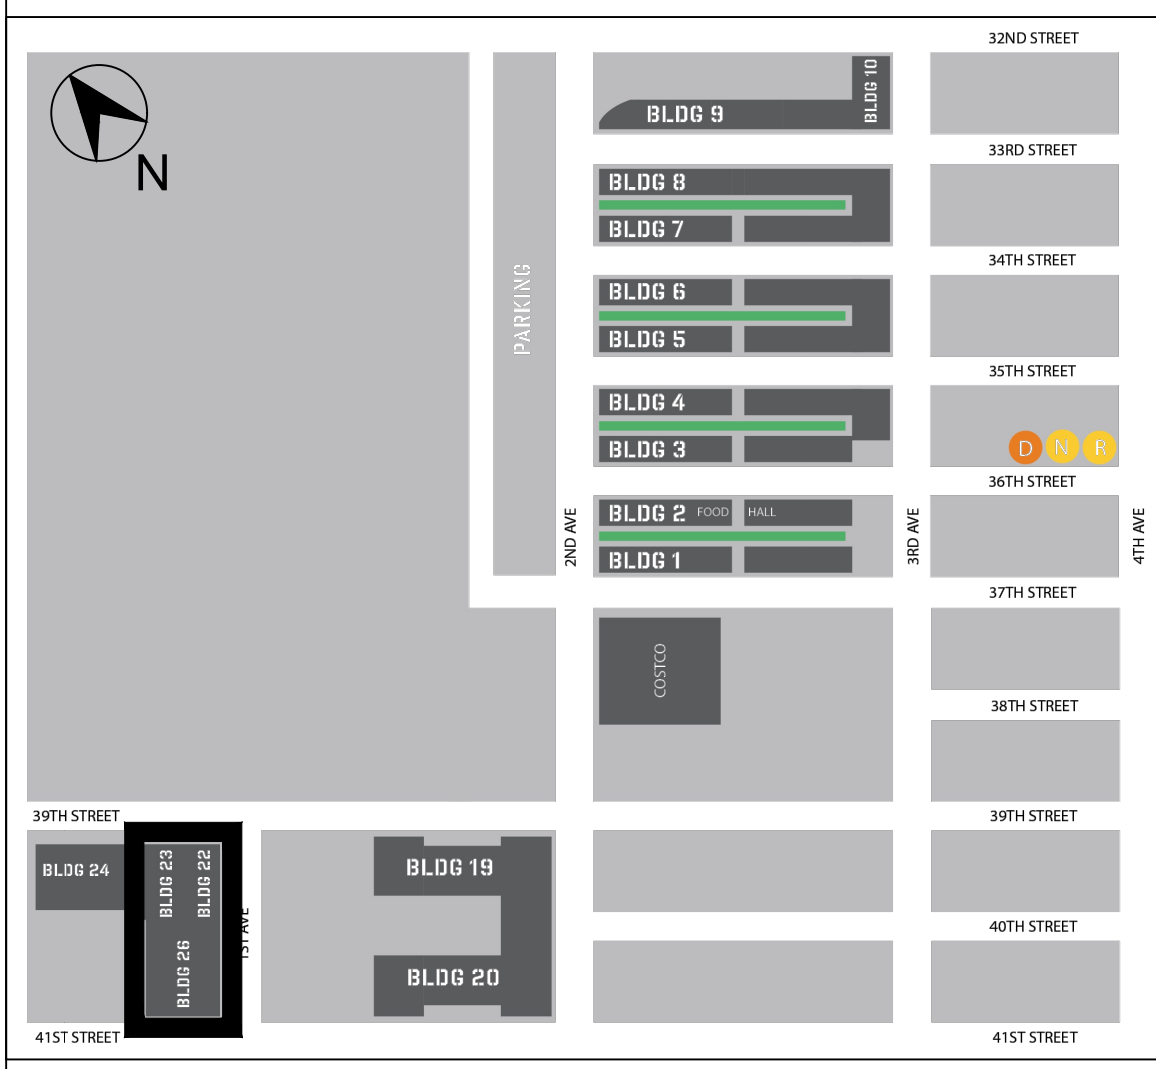 32ND STREET
N
BLDG 9
BLDG 10
33RD STREET
BLDG 8
BLDG 7
34TH STREET
PARKING
BLDG 6
BLDG 5
35TH STREET
BLDG 4
BLDG 3
D N R
36TH STREET
BLDG 2 FOOD HALL
BLDG 1
2ND AVE
3RD AVE
4TH AVE
37TH STREET
COSTCO
38TH STREET
39TH STREET
39TH STREET
BLDG 24
BLDG 23
BLDG 22
BLDG 26
1ST AVE
BLDG 19
BLDG 20
40TH STREET
41ST STREET
41ST STREET